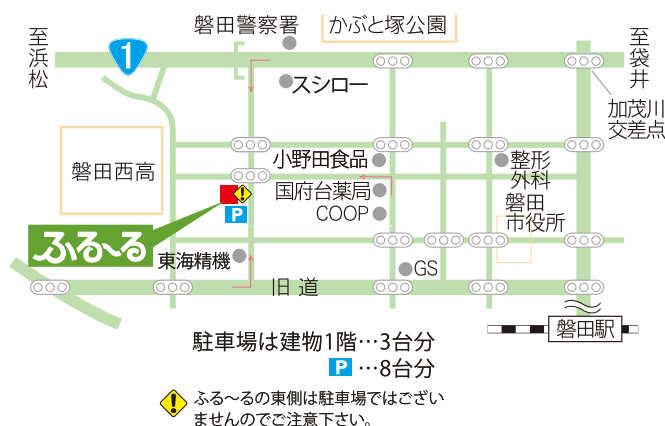 磐田警察署
かぶと塚公園
至浜松
1
至袋井
スシロー
加茂川
交差点
磐田西高
小野田食品
整形
外科
国府台薬局
COOP
磐田
市役所
P
ふる〜る
東海精機
GS
旧道
磐田駅
駐車場は建物1階…3台分
P…8台分
ふる〜るの東側は駐車場ではござい
ませんのでご注意下さい。